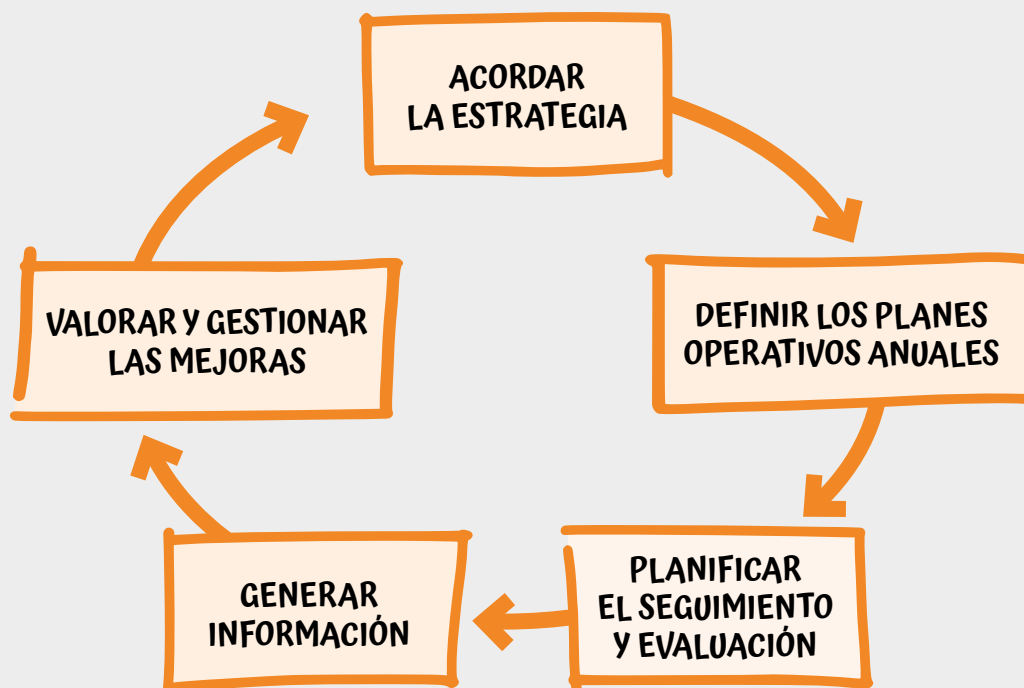 ACORDAR
LA ESTRATEGIA
DEFINIR LOS PLANES
OPERATIVOS ANUALES
PLANIFICAR
EL SEGUIMIENTO
Y EVALUACIÓN
GENERAR
INFORMACIÓN
VALORAR Y GESTIONAR
LAS MEJORAS